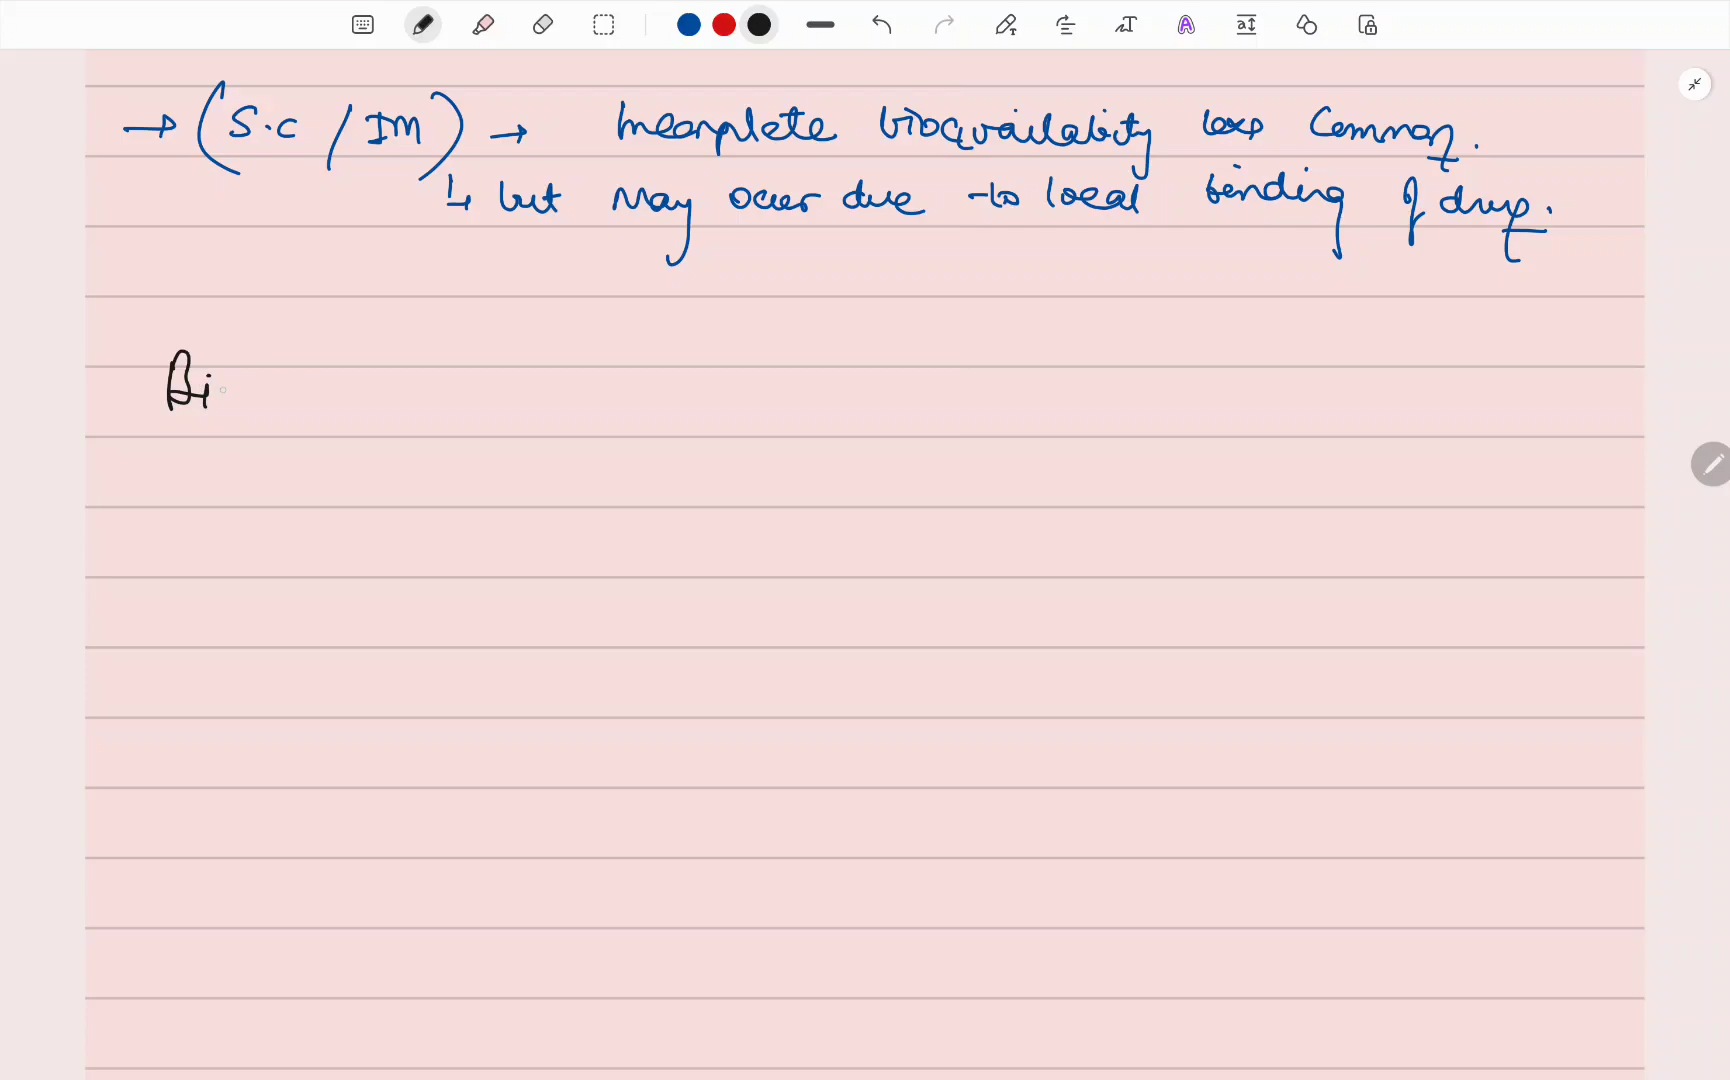 → (S.C / IM) → Incomplete bioavailability less Common.
↳ but May occur due to local binding of drug.
Bi